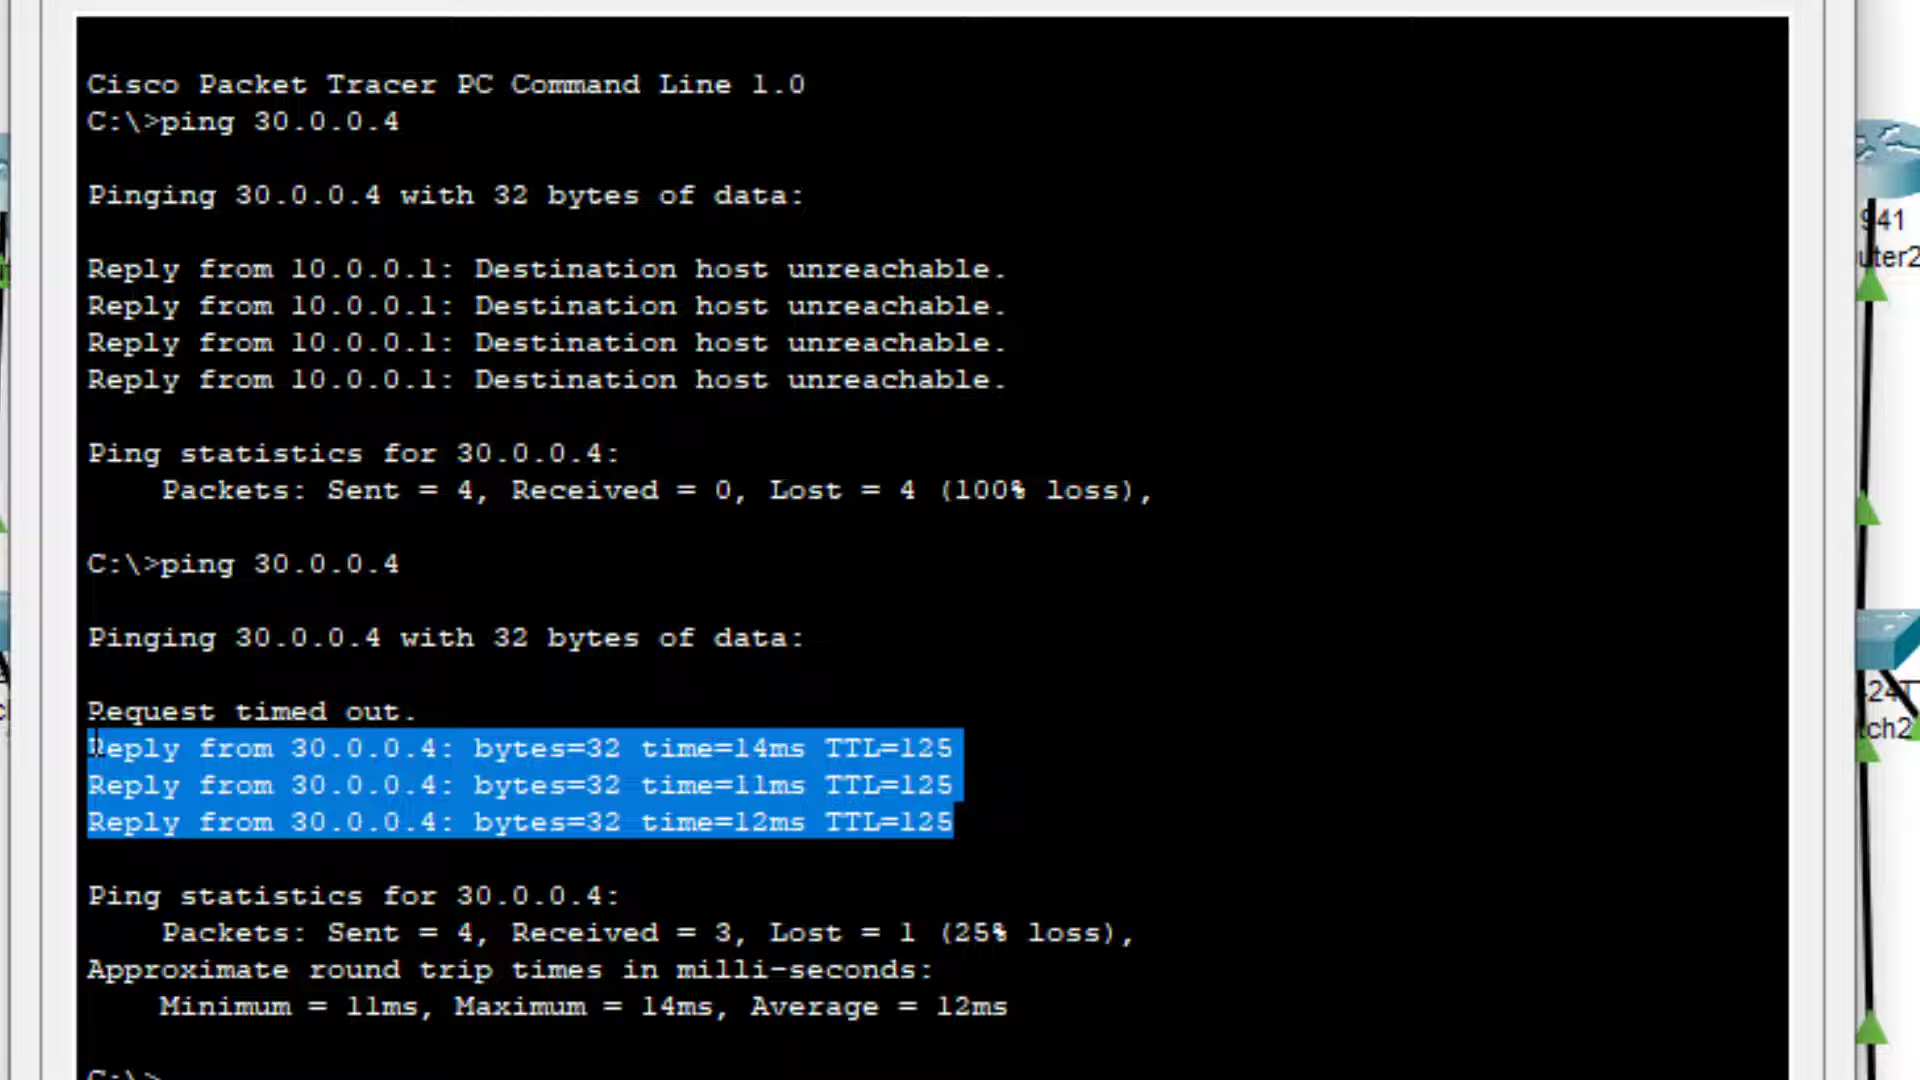 Cisco Packet Tracer PC Command Line 1.0
C:\>ping 30.0.0.4
Pinging 30.0.0.4 with 32 bytes of data:
Reply from 10.0.0.1: Destination host unreachable.
Reply from 10.0.0.1: Destination host unreachable.
Reply from 10.0.0.1: Destination host unreachable.
Reply from 10.0.0.1: Destination host unreachable.
Ping statistics for 30.0.0.4:
Packets: Sent = 4, Received = 0, Lost = 4 (100% loss),
C:\>ping 30.0.0.4
Pinging 30.0.0.4 with 32 bytes of data:
Request timed out.
Reply from 30.0.0.4: bytes=32 time=14ms TTL=125
Reply from 30.0.0.4: bytes=32 time=11ms TTL=125
Reply from 30.0.0.4: bytes=32 time=12ms TTL=125
Ping statistics for 30.0.0.4:
Packets: Sent = 4, Received = 3, Lost = 1 (25% loss),
Approximate round trip times in milli-seconds:
Minimum = 11ms, Maximum = 14ms, Average = 12ms
C:\>
941
uter2
-24T
tch2